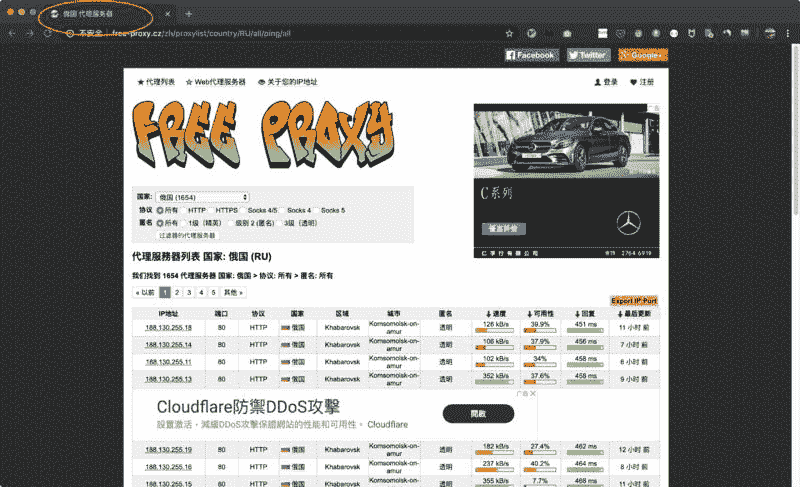 俄国 代理服务器
不安全 free-proxy.cz/zh/proxylist/country/RU/all/ping/all
Facebook Twitter Google+
代理列表 Web代理服务器 关于您的IP地址 登录 注册
FREE PROXY
广告
C系列
仁孚行有限公司
国家: 俄国 (1654)
协议 所有 HTTP HTTPS Socks 4/5 Socks 4 Socks 5
匿名 所有 1级（精英） 级别 2 (匿名) 3级（透明）
过滤器的代理服务器
代理服務器列表 国家: 俄国 (RU)
我们找到 1654 代理服务器 国家: 俄国 > 协议: 所有 > 匿名: 所有
« 以前 1 2 3 4 5 其他 »
Export IP:Port
IP地址 端口 协议 国家 区域 城市 匿名 速度 可用性 回复 最后更新
188.130.255.18 80 HTTP 俄国 Khabarovsk Komsomolsk-on-amur 透明 126 kB/s 39.9% 451 ms 11 小时 前
188.130.255.14 80 HTTP 俄国 Khabarovsk Komsomolsk-on-amur 透明 106 kB/s 37.9% 456 ms 7 小时 前
188.130.255.11 80 HTTP 俄国 Khabarovsk Komsomolsk-on-amur 透明 102 kB/s 34% 458 ms 6 小时 前
188.130.255.13 80 HTTP 俄国 Khabarovsk Komsomolsk-on-amur 透明 352 kB/s 37.6% 458 ms 9 小时 前
广告
Cloudflare防禦DDoS攻擊
設置激活，減緩DDoS攻擊保證網站的性能和可用性。 Cloudflare
開啟
188.130.255.19 80 HTTP 俄国 Khabarovsk Komsomolsk-on-amur 透明 182 kB/s 27.4% 462 ms 12 小时 前
188.130.255.16 80 HTTP 俄国 Khabarovsk Komsomolsk-on-amur 透明 237 kB/s 40.2% 464 ms 8 小时 前
188.130.255.15 80 HTTP 俄国 Khabarovsk Komsomolsk-on- 透明 355 kB/s 7.7% 468 ms 11 小时 前